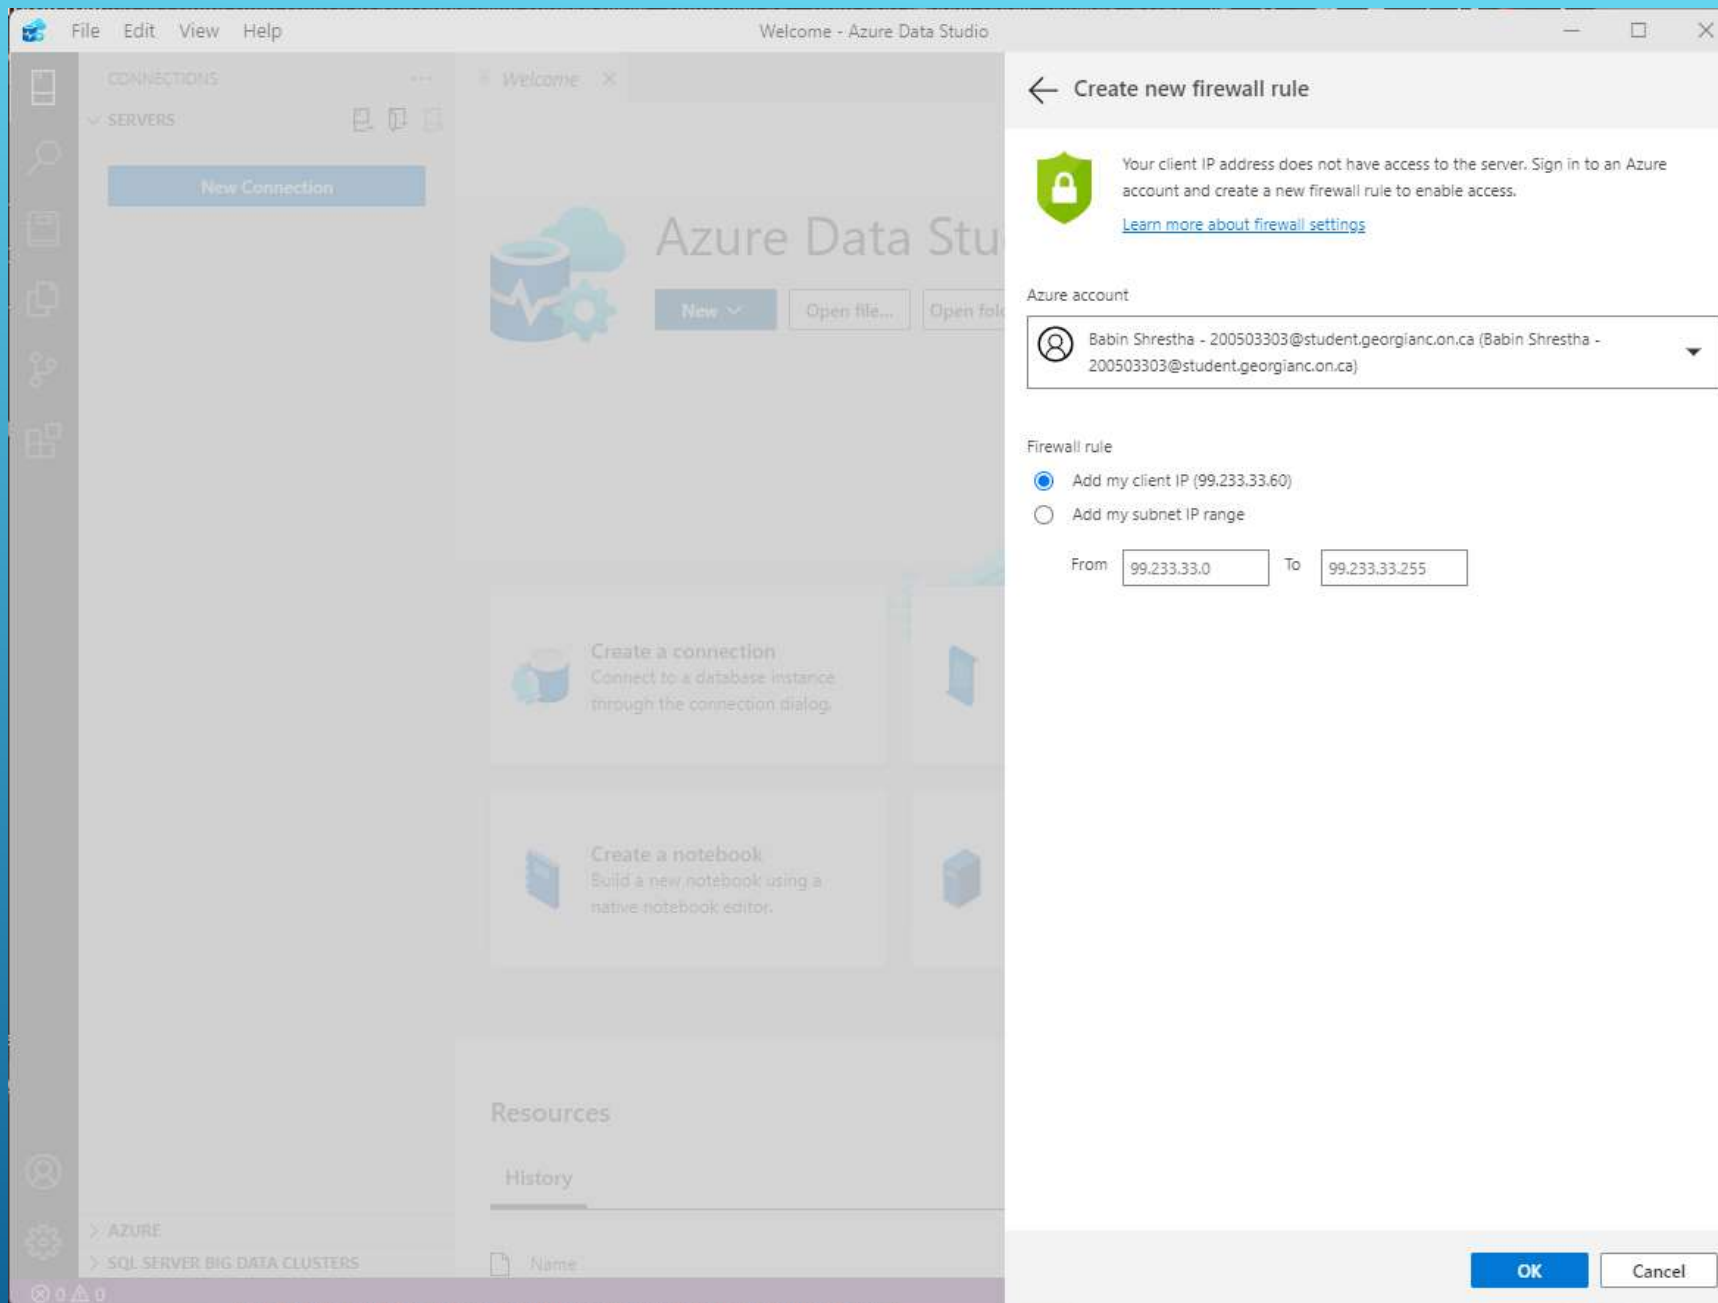 File Edit View Help
Welcome - Azure Data Studio
CONNECTIONS
SERVERS
New Connection
AZURE
SQL SERVER BIG DATA CLUSTERS
0 0
Welcome
Azure Data Stu
New
Open file...
Open fol
Create a connection
Connect to a database instance
through the connection dialog.
Create a notebook
Build a new notebook using a
native notebook editor.
Resources
History
Name
Create new firewall rule
Your client IP address does not have access to the server. Sign in to an Azure
account and create a new firewall rule to enable access.
Learn more about firewall settings
Azure account
Babin Shrestha - 200503303@student.georgianc.on.ca (Babin Shrestha -
200503303@student.georgianc.on.ca)
Firewall rule
Add my client IP (99.233.33.60)
Add my subnet IP range
From 99.233.33.0 To 99.233.33.255
OK
Cancel